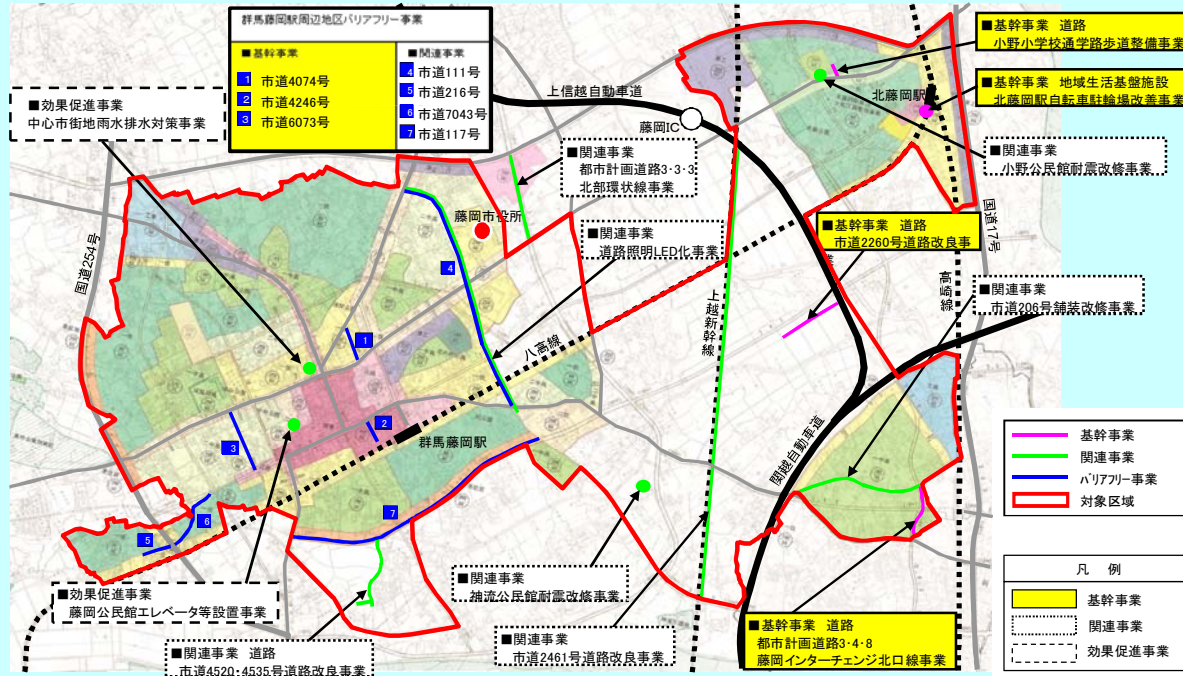 群馬藤岡駅周辺地区バリアフリー事業
■基幹事業
1 市道4074号
2 市道4246号
3 市道6073号
■関連事業
4 市道111号
5 市道216号
6 市道7043号
7 市道117号
■効果促進事業
中心市街地雨水排水対策事業
■関連事業
都市計画道路3・3・3
北部環状線事業
■関連事業
道路照明LED化事業
上信越自動車道
藤岡IC
北藤岡駅
■基幹事業 道路
小野小学校通学路歩道整備事業
■基幹事業 地域生活基盤施設
北藤岡駅自転車駐輪場改善事業
■関連事業
小野公民館耐震改修事業
■基幹事業 道路
市道2260号道路改良事
■関連事業
市道206号舗装改修事業
国道17号
高崎線
国道254号
藤岡市役所
八高線
上越新幹線
関越自動車道
群馬藤岡駅
1
2
3
4
5
6
7
■効果促進事業
藤岡公民館エレベータ等設置事業
■関連事業 道路
市道4520・4535号道路改良事業
■関連事業
神流公民館耐震改修事業
■関連事業
市道2461号道路改良事業
■基幹事業 道路
都市計画道路3・4・8
藤岡インターチェンジ北口線事業
基幹事業
関連事業
バリアフリー事業
対象区域
凡 例
基幹事業
関連事業
効果促進事業